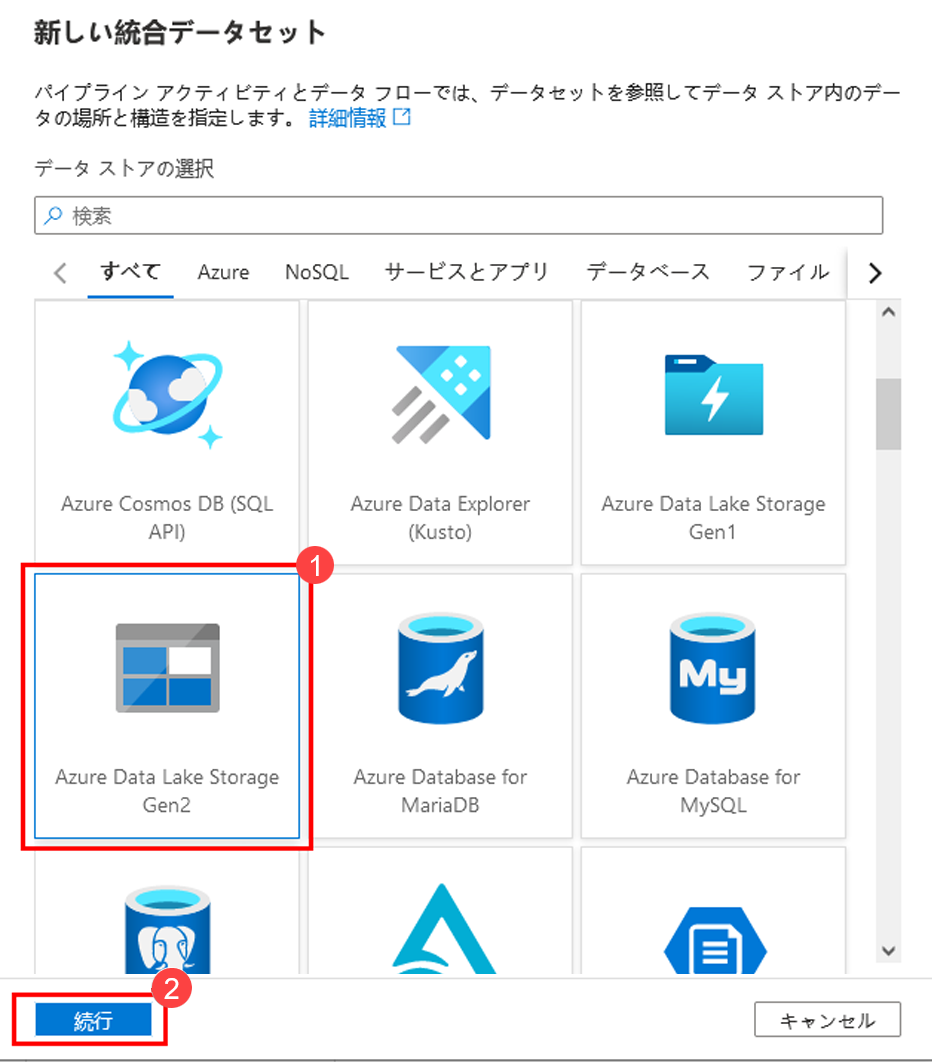 新しい統合データセット
パイプライン アクティビティとデータ フローでは、データセットを参照してデータ ストア内のデー
タの場所と構造を指定します。 詳細情報
データ ストアの選択
検索
すべて Azure NoSQL サービスとアプリ データベース ファイル
Azure Cosmos DB (SQL
API)
Azure Data Explorer
(Kusto)
Azure Data Lake Storage
Gen1
1
Azure Data Lake Storage
Gen2
Azure Database for
MariaDB
My
Azure Database for
MySQL
2
続行
キャンセル